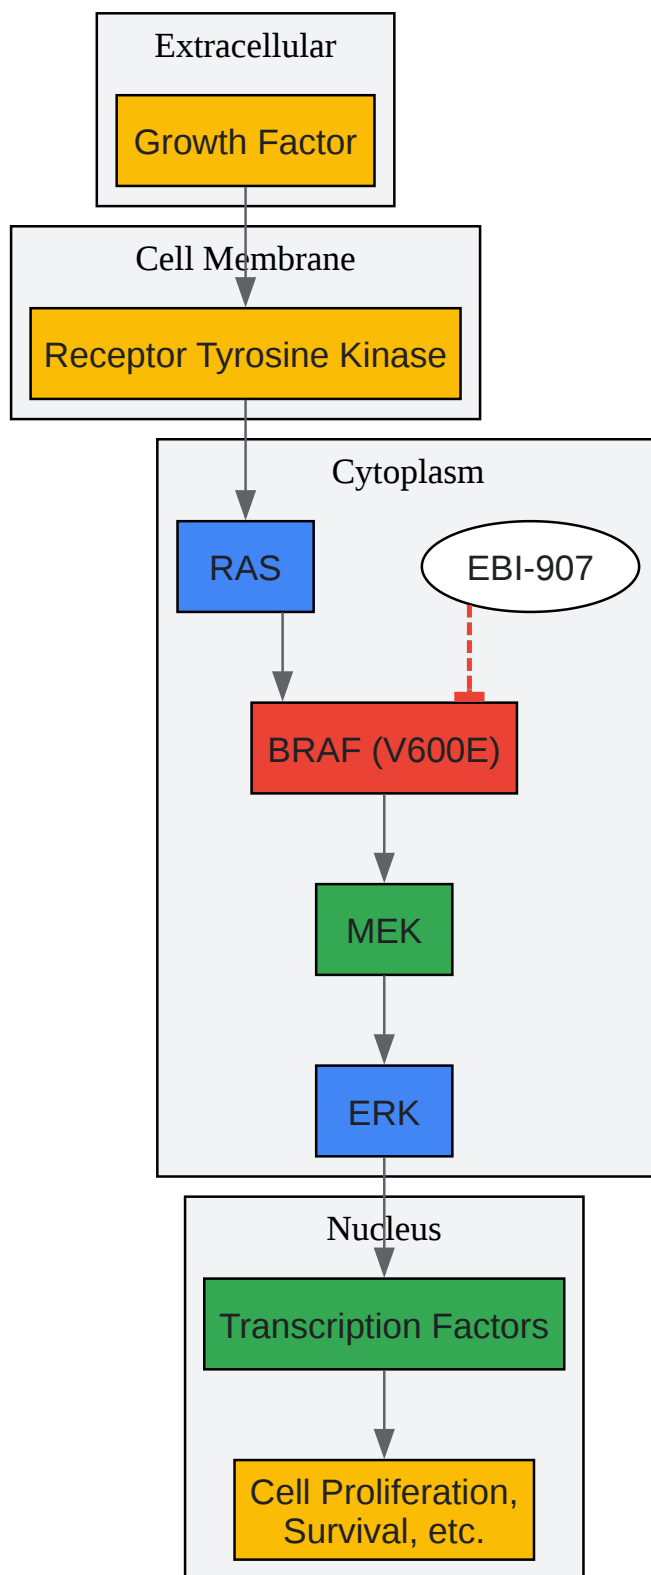 Extracellular
Growth Factor
Cell Membrane
Receptor Tyrosine Kinase
Cytoplasm
RAS
EBI-907
BRAF (V600E)
MEK
ERK
Nucleus
Transcription Factors
Cell Proliferation,
Survival, etc.